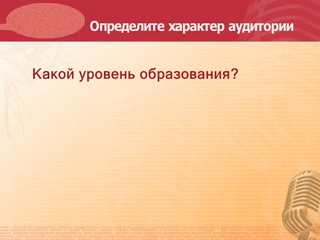 Определите характер аудитории
Какой уровень образования?